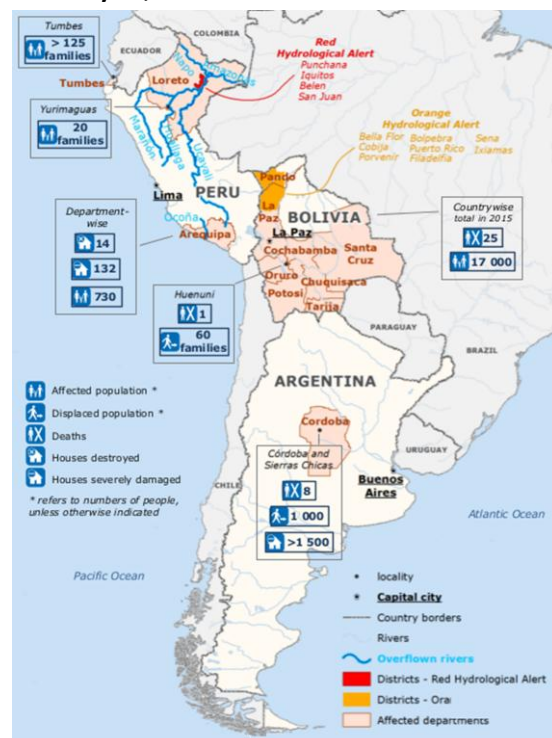 Tumbes
> 125
families
COLOMBIA
ECUADOR
Napo
Amazonas
Loreto
Tumbes
Red
Hydrological Alert
Punchana
Iquitos
Belen
San Juan
Yurimaguas
20
families
Marañón
Ucayali
Orange
Hydrological Alert
Bella Flor Bolpebra Sena
Cobija Puerto Rico Ixiamas
Porvenir Filadelfia
Pando
Lima
PERU
La
Paz
BOLIVIA
La Paz
Countrywise
total in 2015
25
17 000
Department-
wise
14
132
730
Ocoña
Arequipa
Cochabamba
Santa
Cruz
Oruro
Chuquisaca
Potosi
Tarija
Huenuni
1
60
families
PARAGUAY
BRAZIL
ARGENTINA
Affected population *
Displaced population *
Deaths
Houses destroyed
Houses severely damaged
* refers to numbers of people,
unless otherwise indicated
Cordoba
Córdoba and
Sierras Chicas
8
1 000
>1 500
URUGUAY
Buenos
Aires
CHILE
Atlantic Ocean
Pacific Ocean
locality
Capital city
Country borders
Rivers
Overflown rivers
Districts - Red Hydrological Alert
Districts - Ora
Affected departments